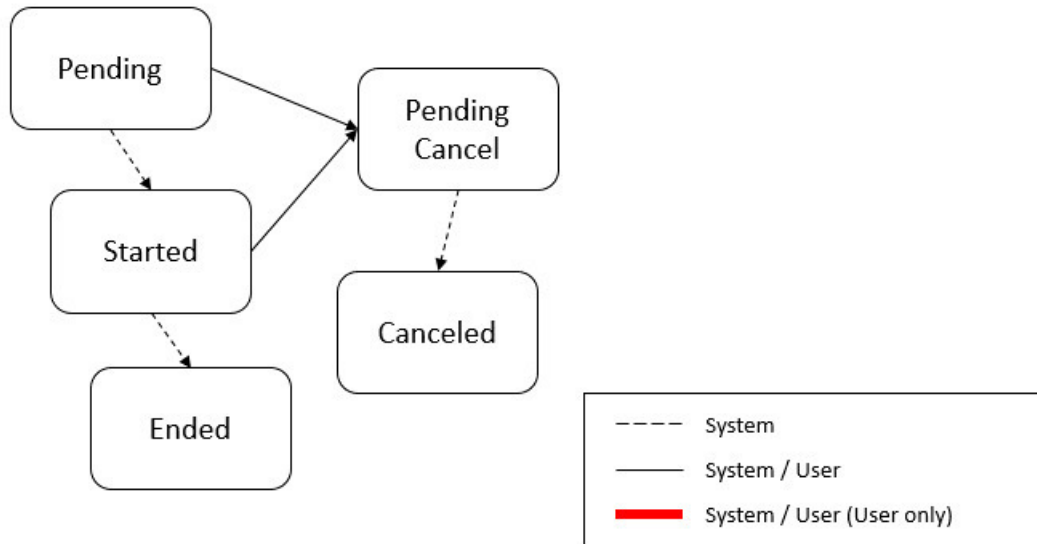 Pending
Pending
Cancel
Started
Canceled
Ended
System
System / User
System / User (User only)